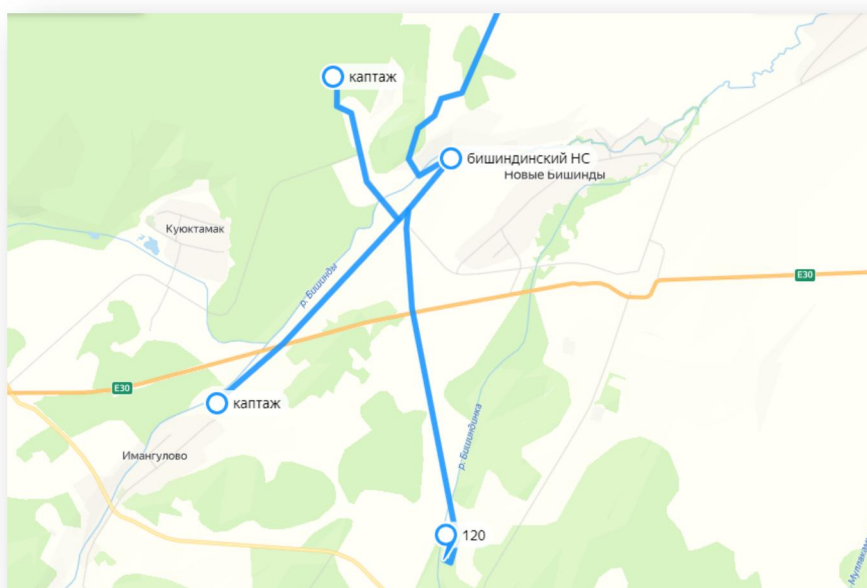 каптаж
бишиндинский НС
Новые Бишинды
Куюктамак
р. Бишинды
E30
E30
каптаж
р. Бишиндинка
Имангулово
120